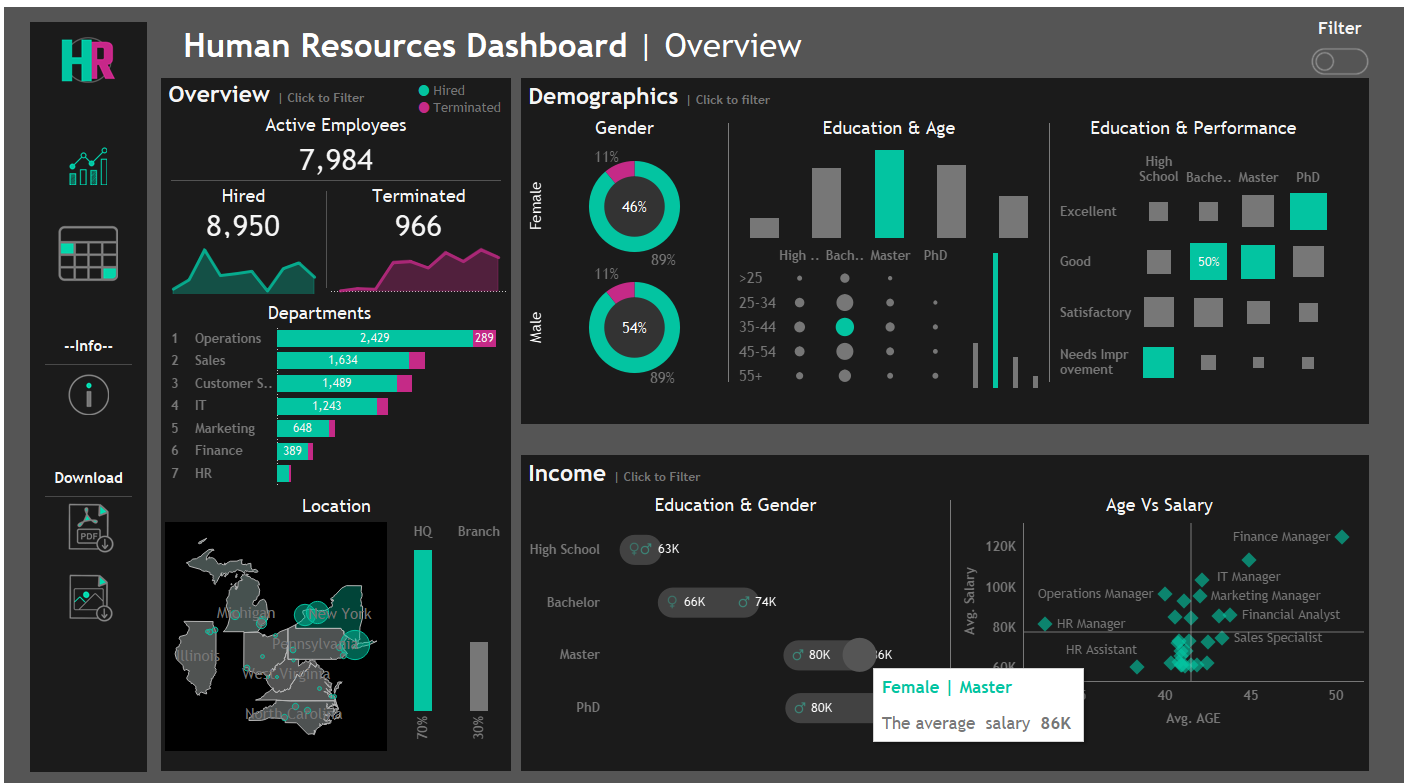 HR
Human Resources Dashboard | Overview
Filter
Overview | Click to Filter
Hired
Terminated
Active Employees
7,984
Hired
8,950
Terminated
966
Departments
1 Operations 2,429 289
2 Sales 1,634
3 Customer S.. 1,489
4 IT 1,243
5 Marketing 648
6 Finance 389
7 HR
Location
Michigan
New York
Pennsylvania
Illinois
West Virginia
North Carolina
HQ
Branch
70%
30%
--Info--
i
Download
PDF
Demographics | Click to filter
Gender
Female
11%
46%
89%
Male
11%
54%
89%
Education & Age
High .. Bach.. Master PhD
>25
25-34
35-44
45-54
55+
Education & Performance
High
School Bache.. Master PhD
Excellent
Good 50%
Satisfactory
Needs Impr
ovement
Income | Click to Filter
Education & Gender
High School ♀♂ 63K
Bachelor ♀ 66K ♂ 74K
Master ♂ 80K 36K
PhD ♂ 80K
Female | Master
The average salary 86K
Age Vs Salary
Avg. Salary
120K
100K
80K
60K
Finance Manager
IT Manager
Operations Manager
Marketing Manager
HR Manager
Financial Analyst
Sales Specialist
HR Assistant
5 40 45 50
Avg. AGE